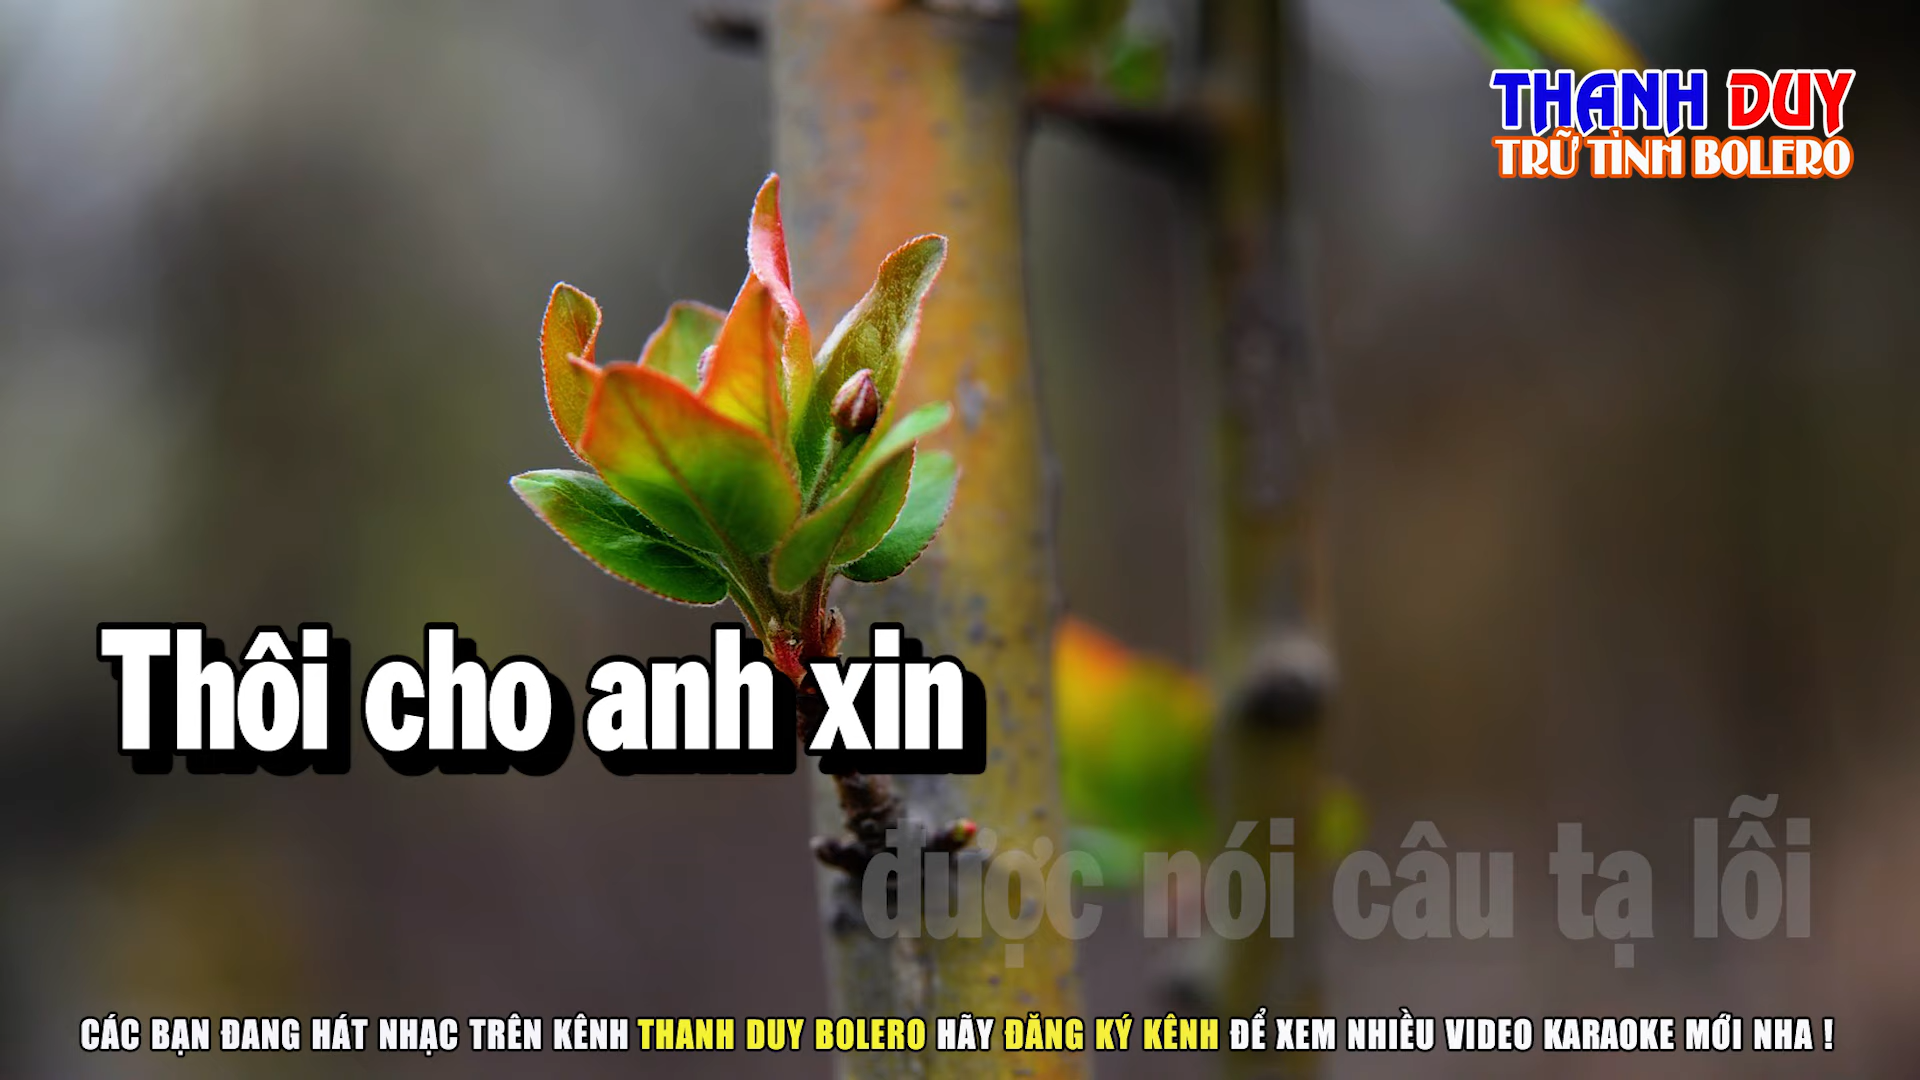 THANH DUY
TRỮ TÌNH BOLERO
Thôi cho anh xin
được nói câu tạ lỗi
CÁC BẠN ĐANG HÁT NHẠC TRÊN KÊNH THANH DUY BOLERO HÃY ĐĂNG KÝ KÊNH ĐỂ XEM NHIỀU VIDEO KARAOKE MỚI NHA !